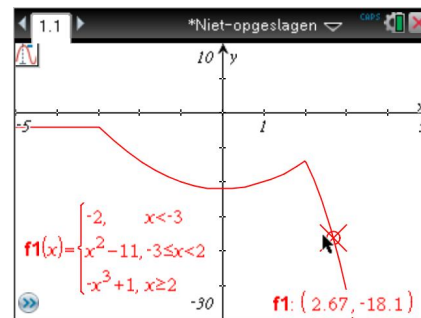 1.1 *Niet-opgeslagen CAPS
10 y
x
-5 1
f1(x)= { -2, x<-3
x²-11, -3≤x<2
-x³+1, x≥2
-30 f1: (2.67, -18.1)